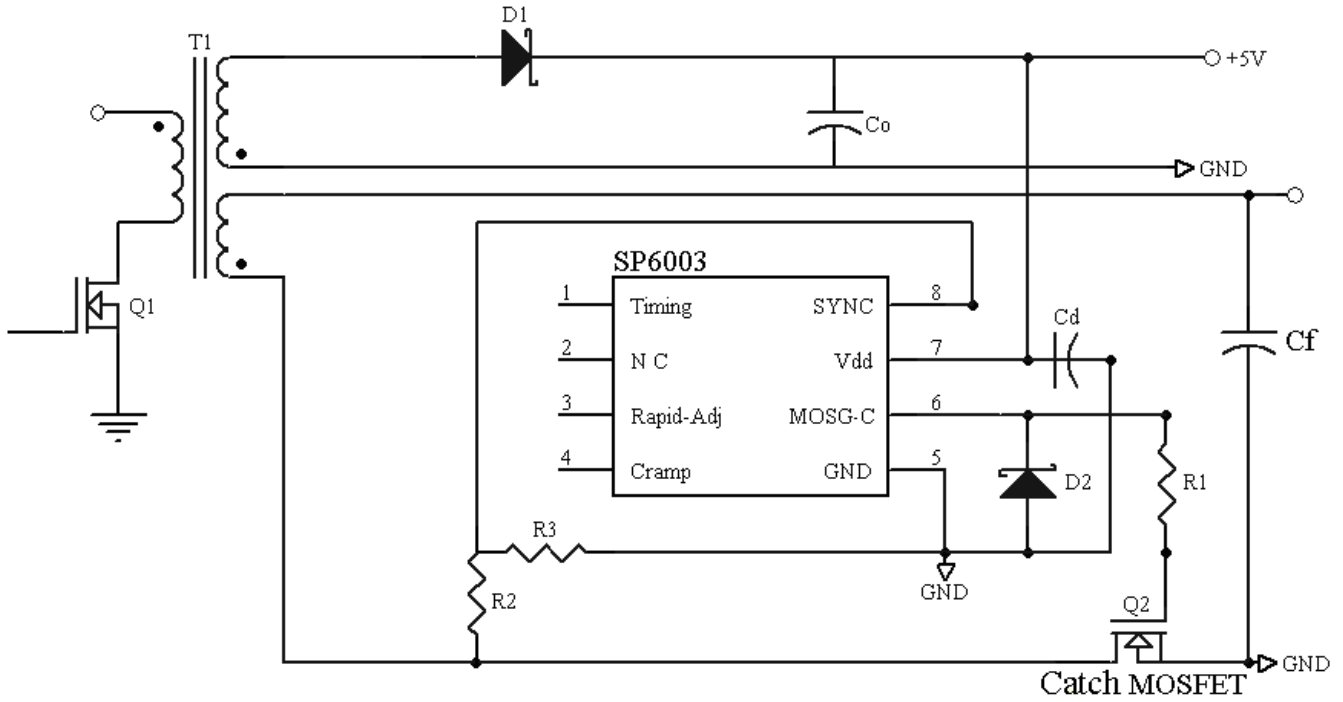 D1
T1
+5V
Co
GND
SP6003
1 Timing SYNC 8
Q1
Cd
2 N C Vdd 7
Cf
3 Rapid-Adj MOSG-C 6
4 Cramp GND 5
D2
R1
R3
GND
R2
Q2
GND
Catch MOSFET